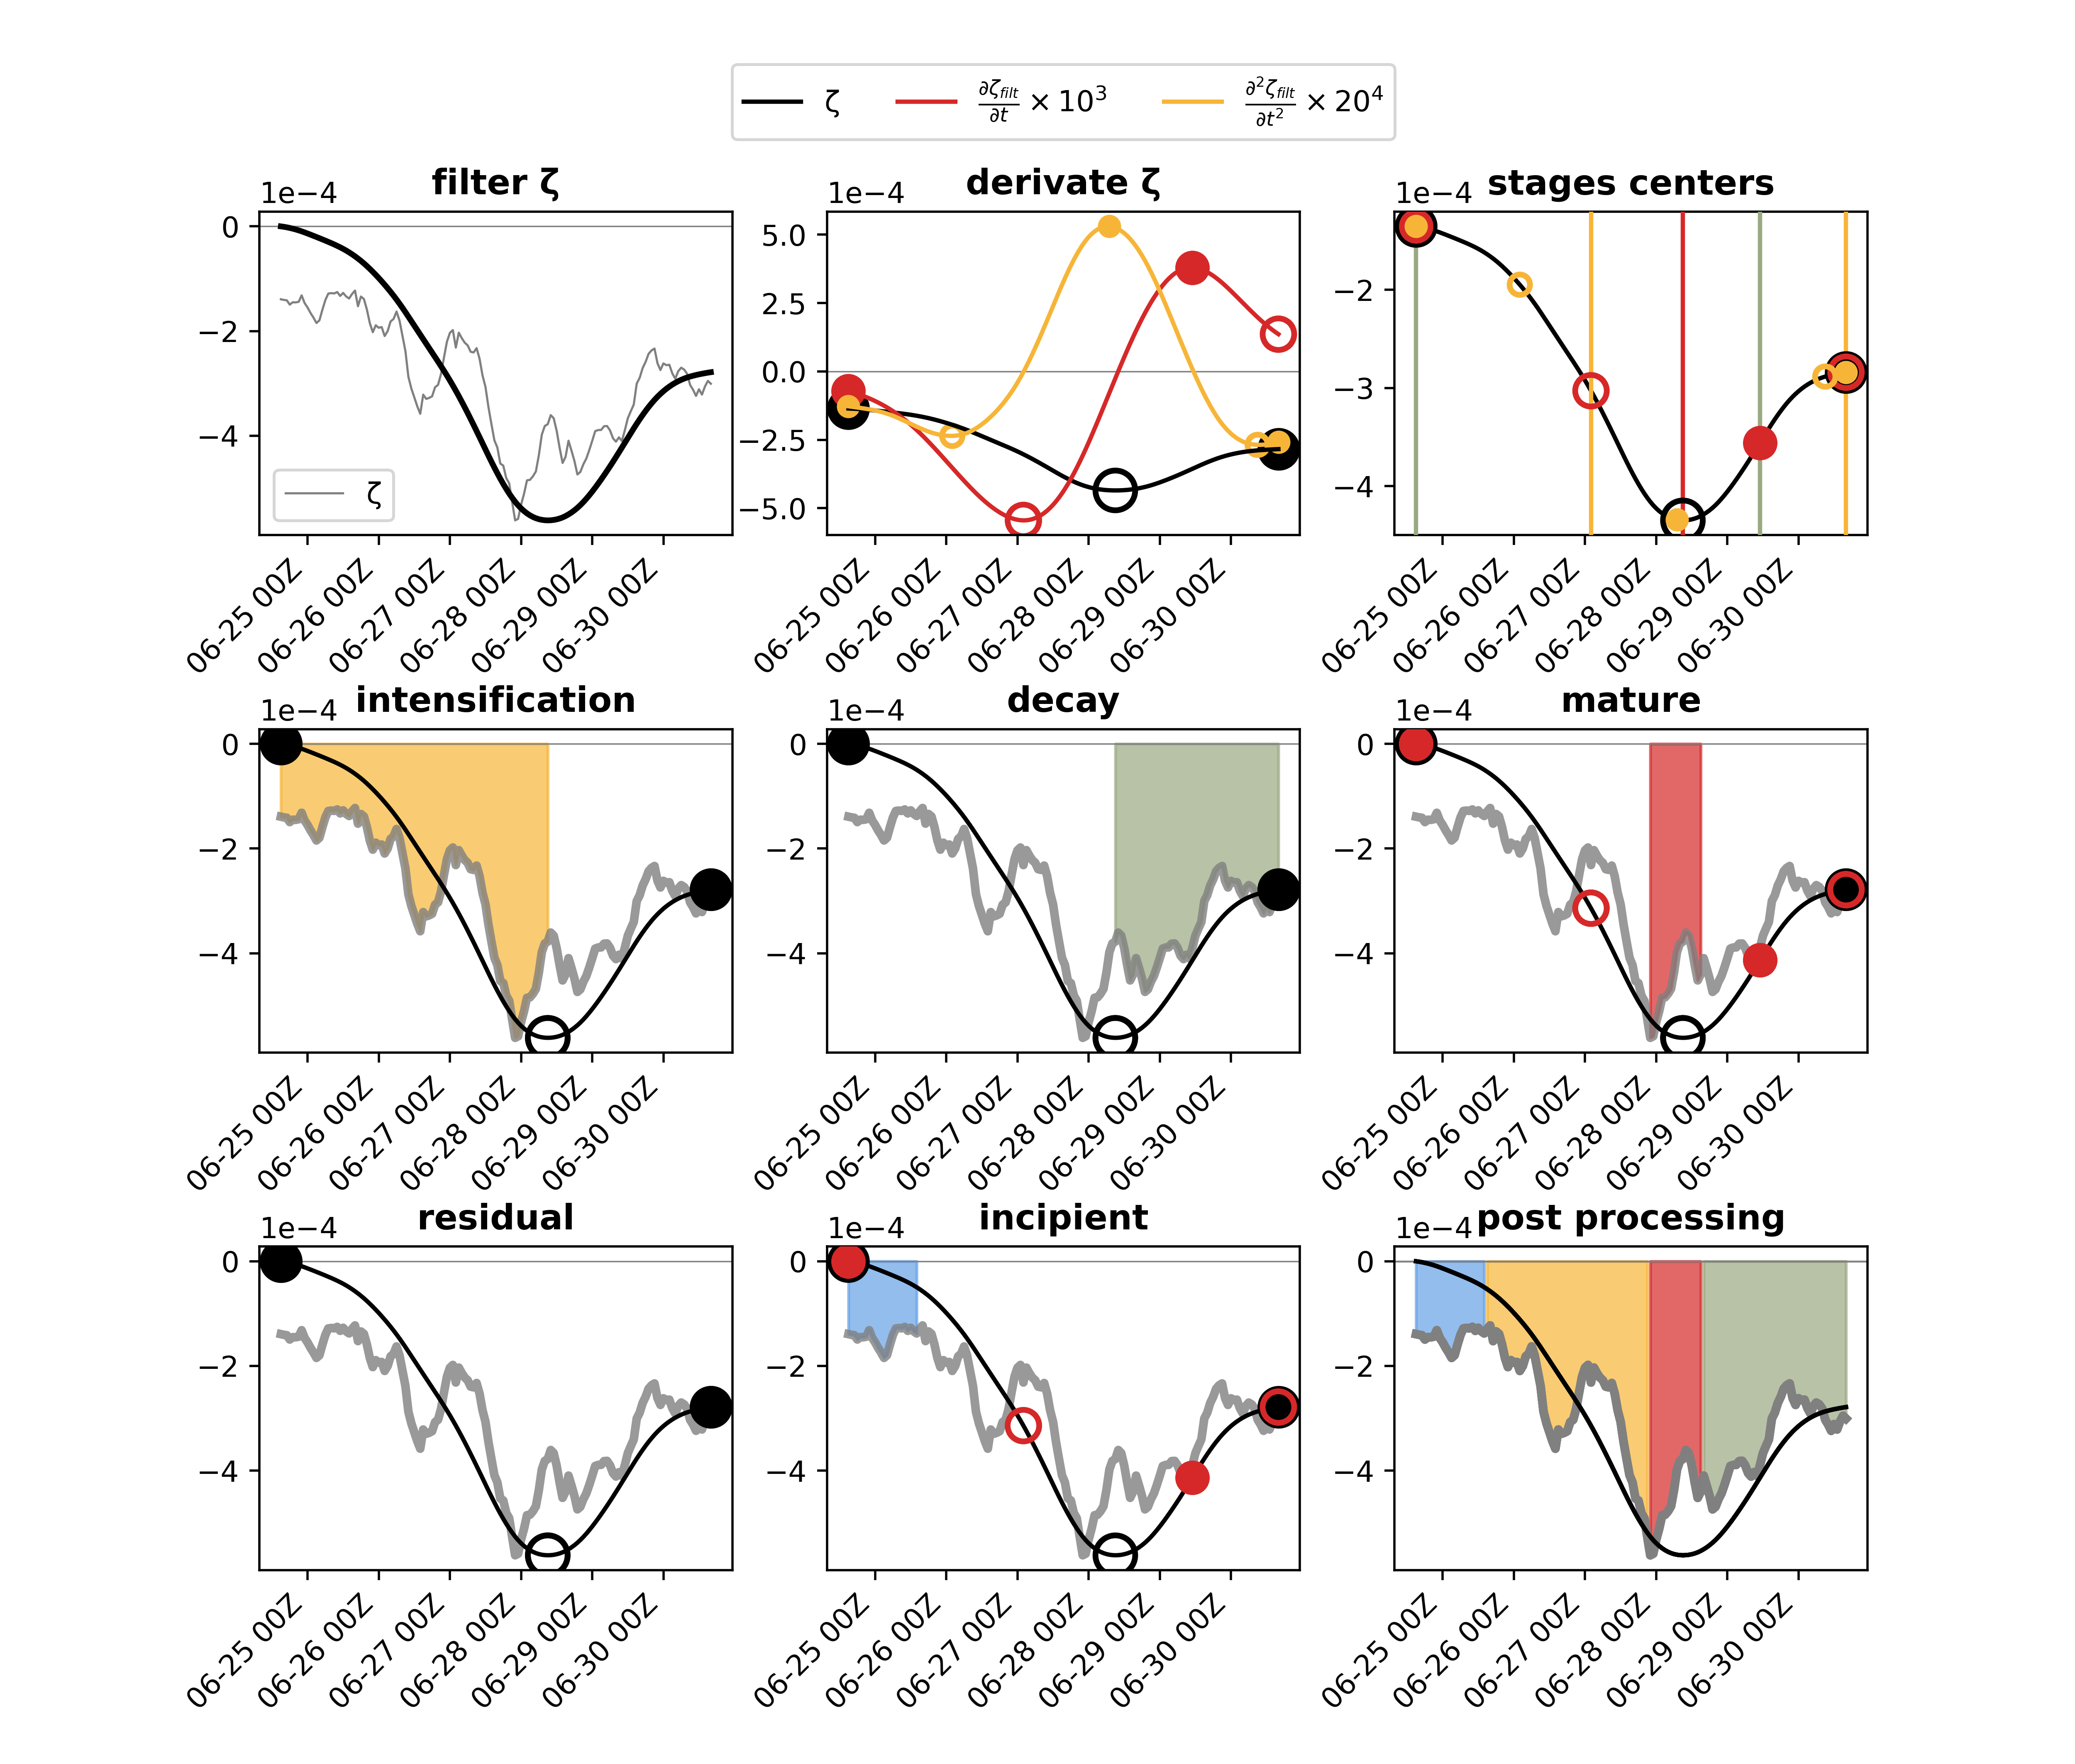 ζ ∂ζfilt/∂t × 10³ ∂²ζfilt/∂t² × 20⁴
filter ζ
1e−4
0
−2
−4
ζ
06-25 00Z
06-26 00Z
06-27 00Z
06-28 00Z
06-29 00Z
06-30 00Z
derivate ζ
1e−4
5.0
2.5
0.0
−2.5
−5.0
06-25 00Z
06-26 00Z
06-27 00Z
06-28 00Z
06-29 00Z
06-30 00Z
stages centers
1e−4
−2
−3
−4
06-25 00Z
06-26 00Z
06-27 00Z
06-28 00Z
06-29 00Z
06-30 00Z
intensification
1e−4
0
−2
−4
06-25 00Z
06-26 00Z
06-27 00Z
06-28 00Z
06-29 00Z
06-30 00Z
decay
1e−4
0
−2
−4
06-25 00Z
06-26 00Z
06-27 00Z
06-28 00Z
06-29 00Z
06-30 00Z
mature
1e−4
0
−2
−4
06-25 00Z
06-26 00Z
06-27 00Z
06-28 00Z
06-29 00Z
06-30 00Z
residual
1e−4
0
−2
−4
06-25 00Z
06-26 00Z
06-27 00Z
06-28 00Z
06-29 00Z
06-30 00Z
incipient
1e−4
0
−2
−4
06-25 00Z
06-26 00Z
06-27 00Z
06-28 00Z
06-29 00Z
06-30 00Z
post processing
1e−4
0
−2
−4
06-25 00Z
06-26 00Z
06-27 00Z
06-28 00Z
06-29 00Z
06-30 00Z